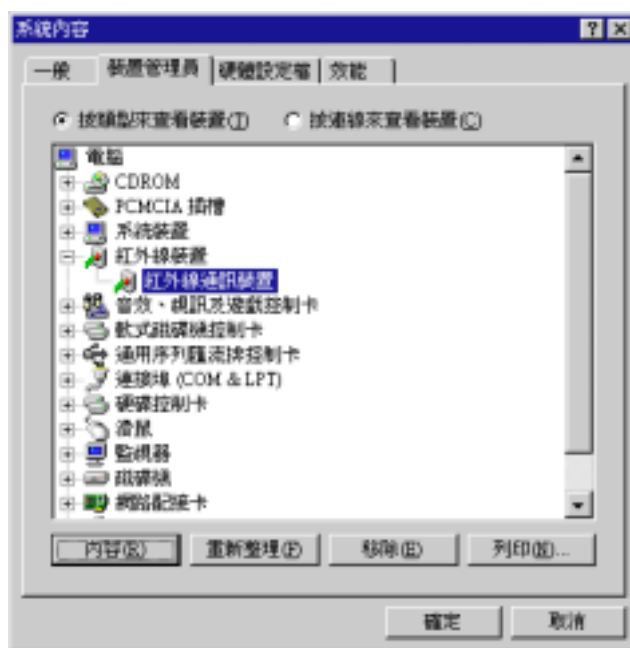 系統內容
一般 裝置管理員 硬體設定檔 效能
按類型來查看裝置(T) 按連線來查看裝置(C)
電腦
CDROM
PCMCIA 插槽
系統裝置
紅外線裝置
紅外線通訊裝置
音效、視訊及遊戲控制卡
軟式磁碟機控制卡
通用序列匯流排控制卡
連接埠 (COM & LPT)
硬碟控制卡
滑鼠
監視器
磁碟機
網路配接卡
內容(R) 重新整理(F) 移除(E) 列印(N)...
確定 取消